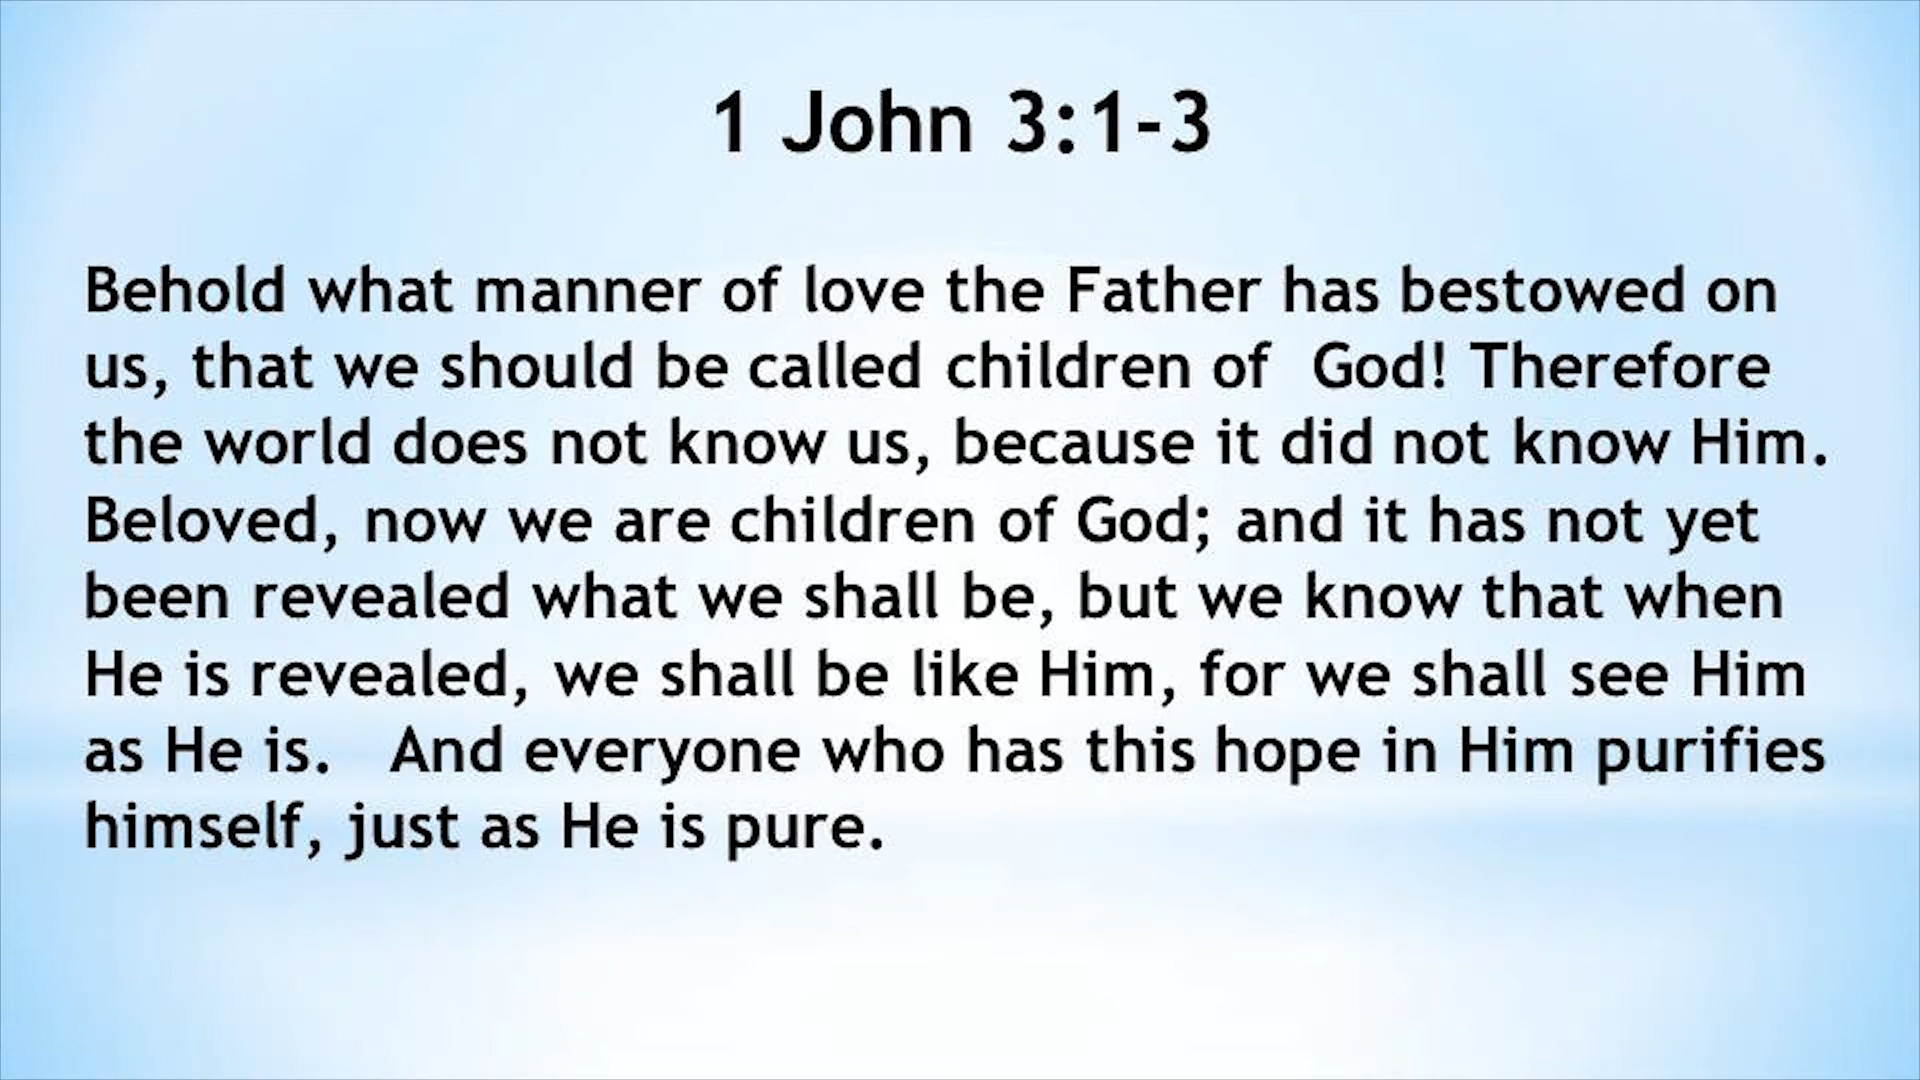 1 John 3:1-3
Behold what manner of love the Father has bestowed on
us, that we should be called children of  God! Therefore
the world does not know us, because it did not know Him.
Beloved, now we are children of God; and it has not yet
been revealed what we shall be, but we know that when
He is revealed, we shall be like Him, for we shall see Him
as He is.   And everyone who has this hope in Him purifies
himself, just as He is pure.